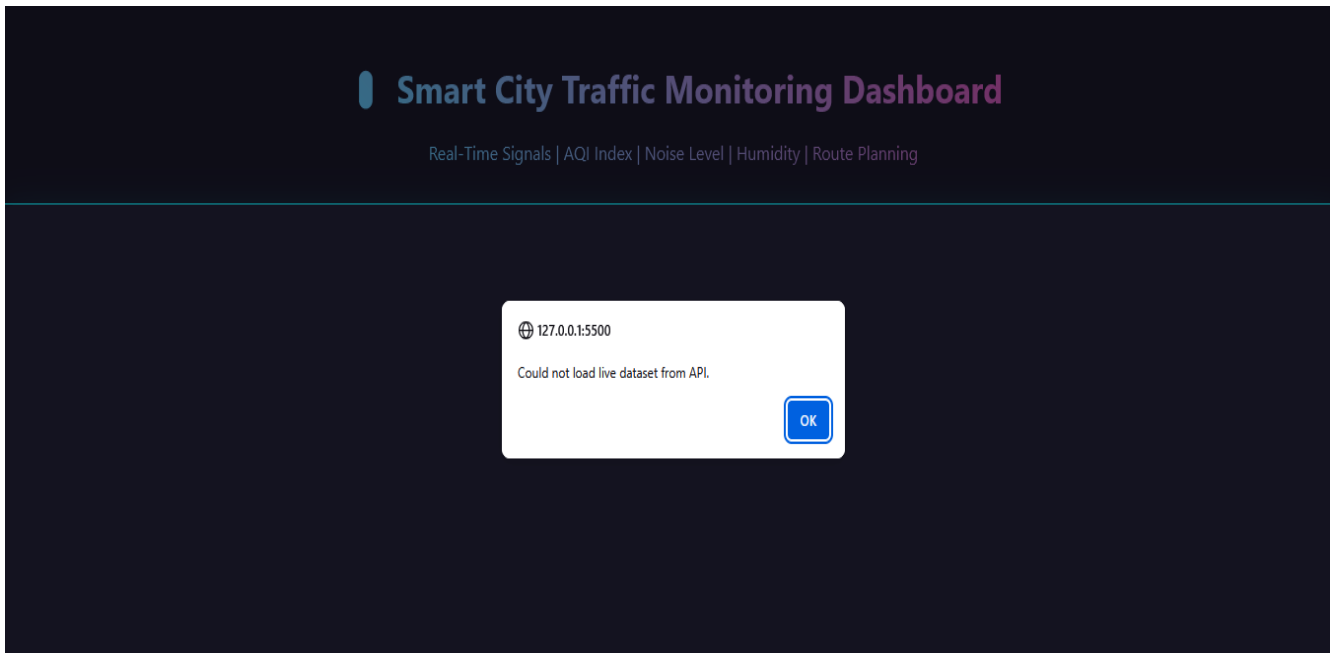 Smart City Traffic Monitoring Dashboard
Real-Time Signals | AQI Index | Noise Level | Humidity | Route Planning
127.0.0.1:5500
Could not load live dataset from API.
OK